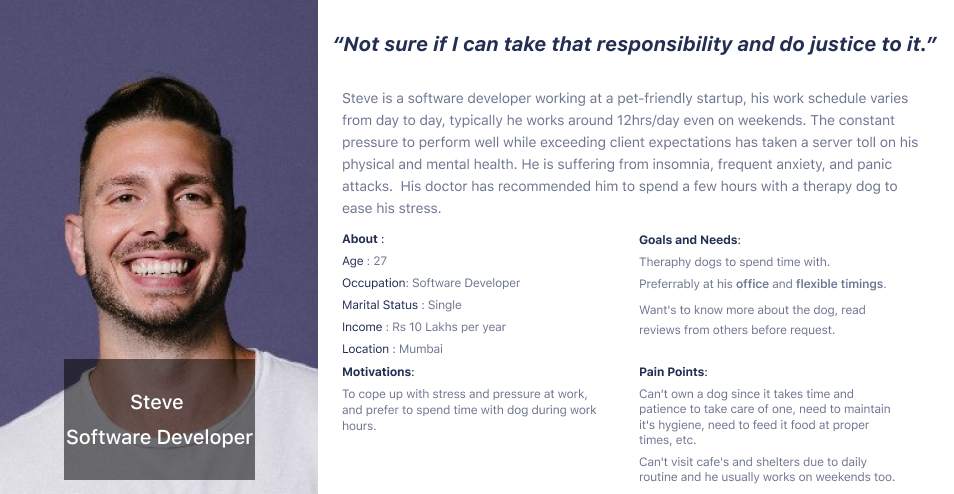 “Not sure if I can take that responsibility and do justice to it.”
Steve is a software developer working at a pet-friendly startup, his work schedule varies
from day to day, typically he works around 12hrs/day even on weekends. The constant
pressure to perform well while exceeding client expectations has taken a server toll on his
physical and mental health. He is suffering from insomnia, frequent anxiety, and panic
attacks.  His doctor has recommended him to spend a few hours with a therapy dog to
ease his stress.
About :
Age : 27
Occupation: Software Developer
Marital Status : Single
Income : Rs 10 Lakhs per year
Location : Mumbai
Motivations:
To cope up with stress and pressure at work,
and prefer to spend time with dog during work
hours.
Goals and Needs:
Theraphy dogs to spend time with.
Preferrably at his office and flexible timings.
Want's to know more about the dog, read
reviews from others before request.
Pain Points:
Can't own a dog since it takes time and
patience to take care of one, need to maintain
it's hygiene, need to feed it food at proper
times, etc.
Can't visit cafe's and shelters due to daily
routine and he usually works on weekends too.
Steve
Software Developer